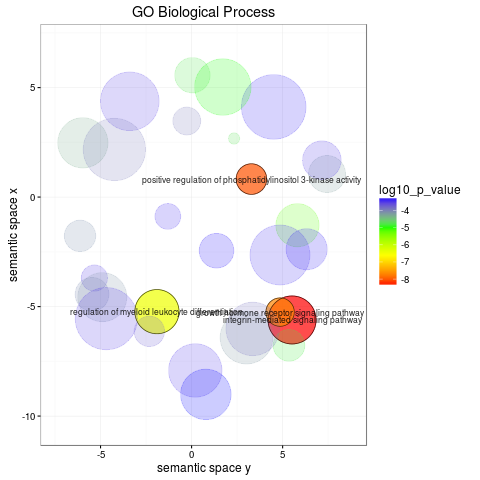 GO Biological Process
5
0
-5
-10
-5
0
5
semantic space x
semantic space y
positive regulation of phosphatidylinositol 3-kinase activity
regulation of myeloid leukocyte differentiation
growth hormone receptor signaling pathway
integrin-mediated signaling pathway
log10_p_value
-4
-5
-6
-7
-8